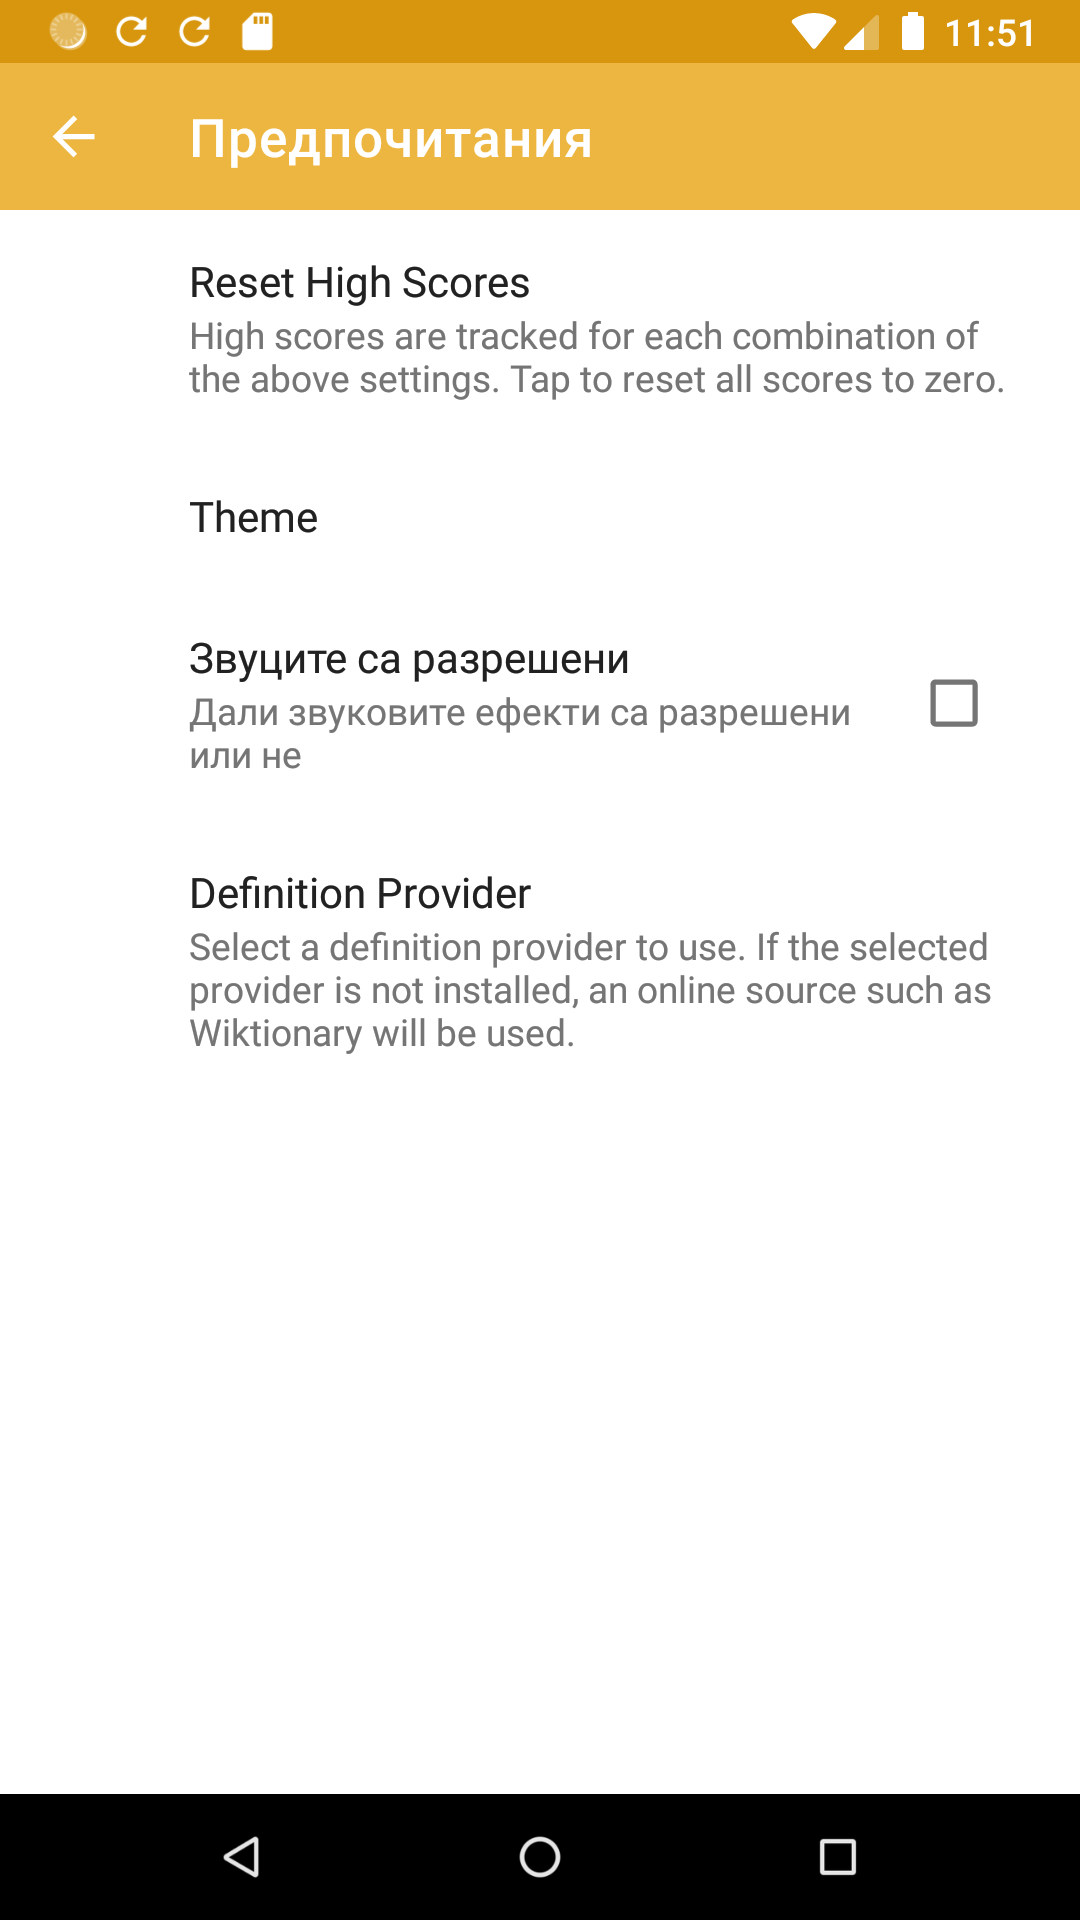 11:51
Предпочитания
Reset High Scores
High scores are tracked for each combination of
the above settings. Tap to reset all scores to zero.
Theme
Звуците са разрешени
Дали звуковите ефекти са разрешени
или не
Definition Provider
Select a definition provider to use. If the selected
provider is not installed, an online source such as
Wiktionary will be used.